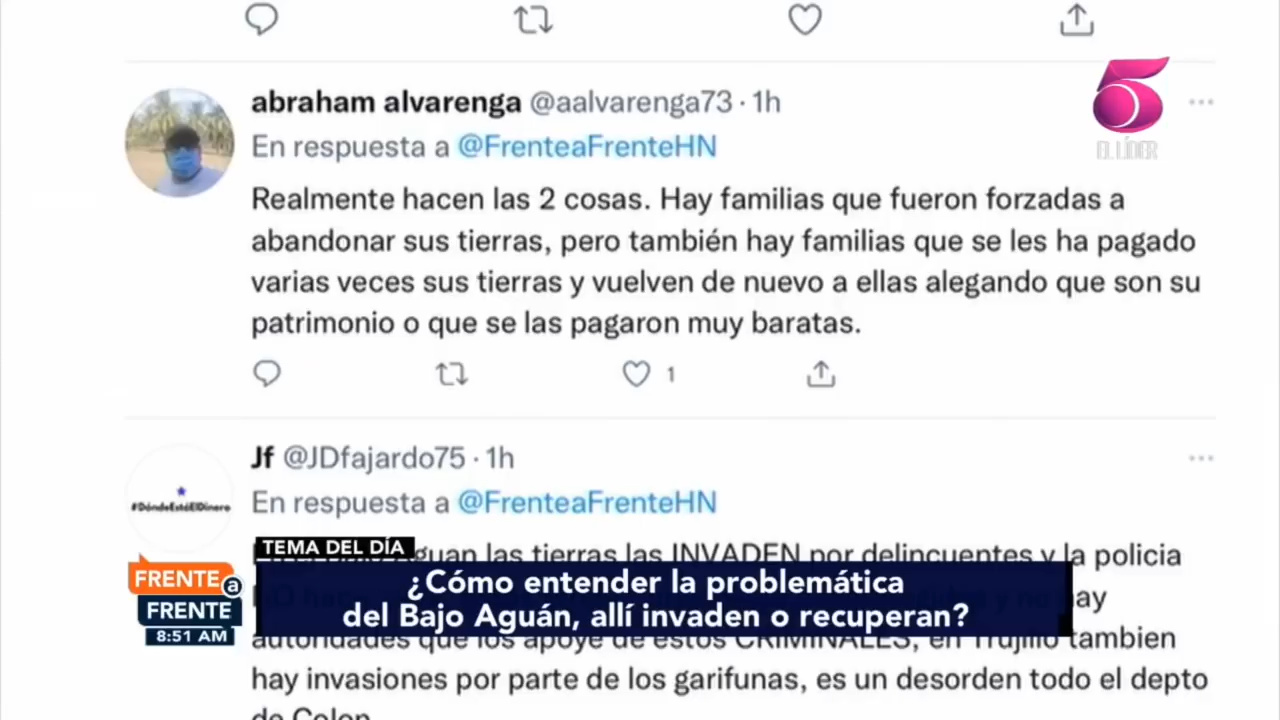 abraham alvarenga @aalvarenga73 · 1h
En respuesta a @FrenteaFrenteHN
Realmente hacen las 2 cosas. Hay familias que fueron forzadas a
abandonar sus tierras, pero también hay familias que se les ha pagado
varias veces sus tierras y vuelven de nuevo a ellas alegando que son su
patrimonio o que se las pagaron muy baratas.
1
5
EL LÍDER
Jf @JDfajardo75 · 1h
En respuesta a @FrenteaFrenteHN
#DóndeEstáElDinero
las tierras las INVADEN por delincuentes y la policia
y no hay
autoridades que los apoye de estos CRIMINALES, en Trujillo tambien
hay invasiones por parte de los garifunas, es un desorden todo el depto
de Colon
TEMA DEL DÍA
¿Cómo entender la problemática
del Bajo Aguán, allí invaden o recuperan?
FRENTE a
FRENTE
8:51 AM